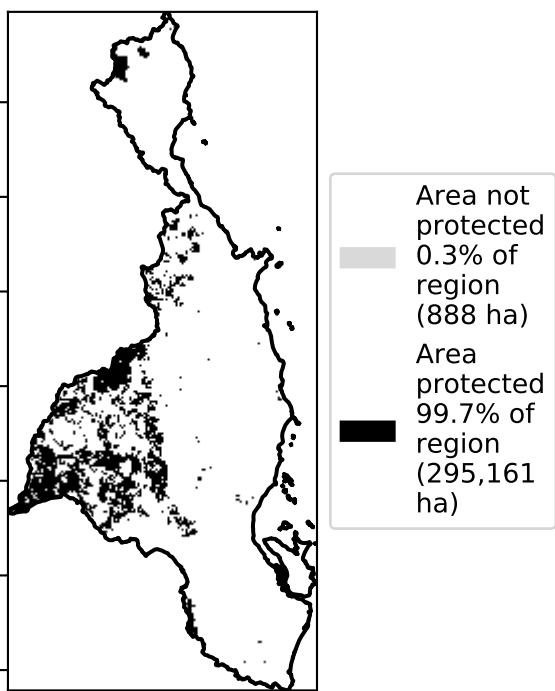 Area not
protected
0.3% of
region
(888 ha)
Area
protected
99.7% of
region
(295,161
ha)